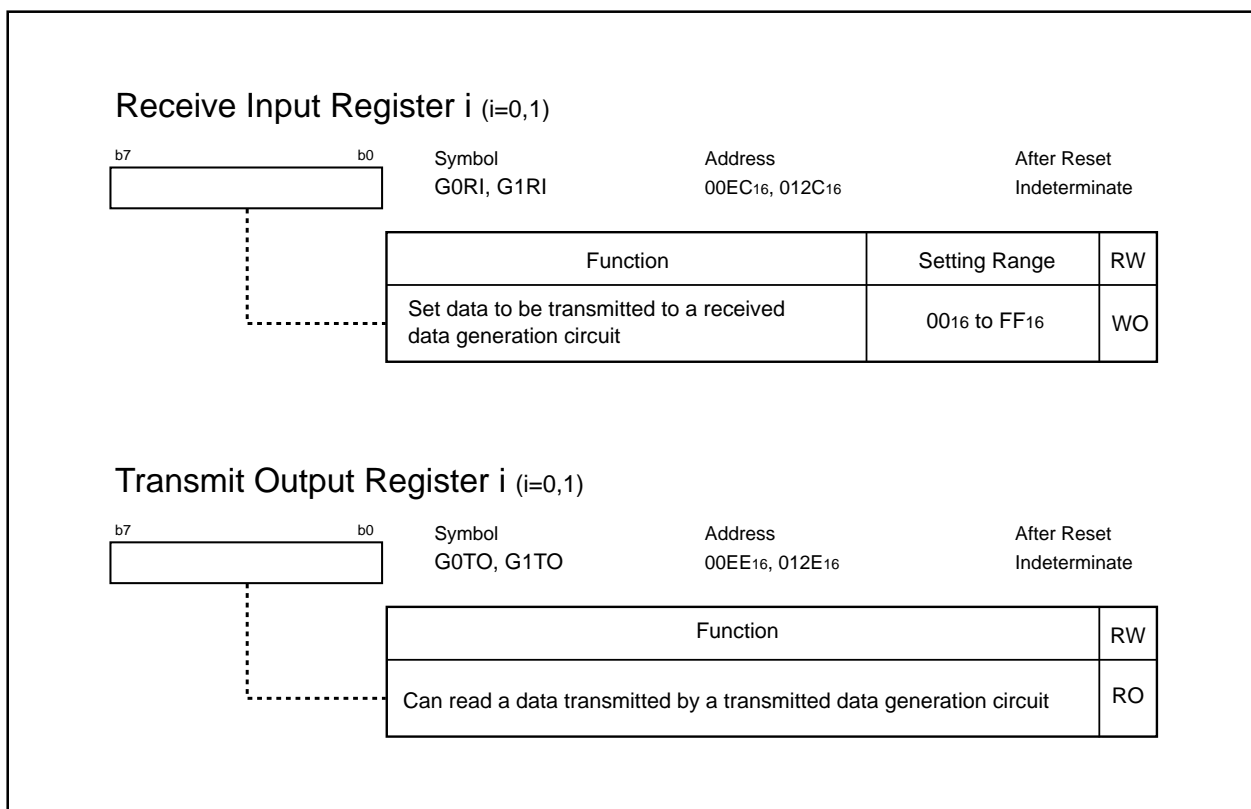 Receive Input Register i (i=0,1)
b7 b0 Symbol Address After Reset
G0RI, G1RI 00EC16, 012C16 Indeterminate
Function Setting Range RW
Set data to be transmitted to a received
data generation circuit
0016 to FF16 WO
Transmit Output Register i (i=0,1)
b7 b0 Symbol Address After Reset
G0TO, G1TO 00EE16, 012E16 Indeterminate
Function RW
Can read a data transmitted by a transmitted data generation circuit RO